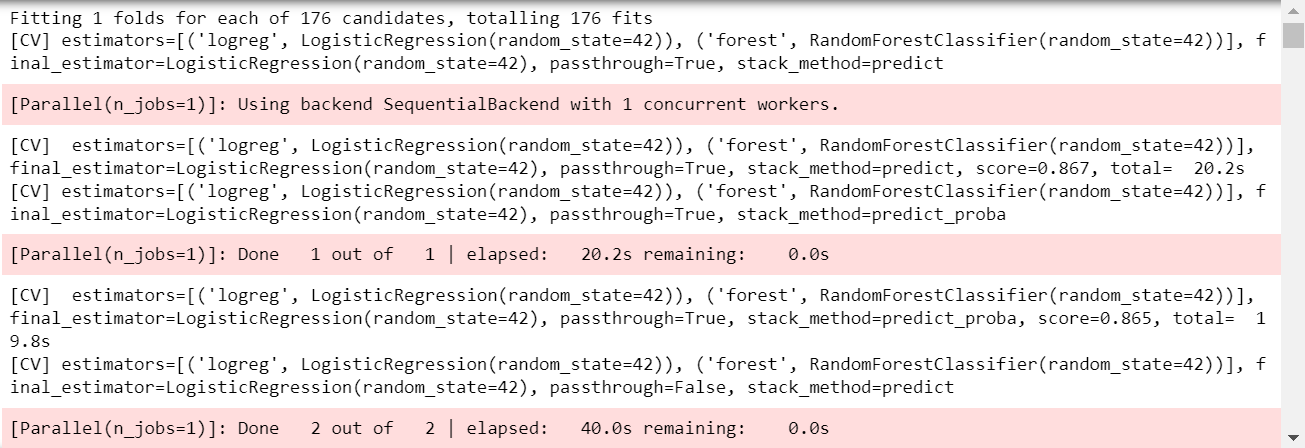 Fitting 1 folds for each of 176 candidates, totalling 176 fits
[CV] estimators=[('logreg', LogisticRegression(random_state=42)), ('forest', RandomForestClassifier(random_state=42))], f
inal_estimator=LogisticRegression(random_state=42), passthrough=True, stack_method=predict
[Parallel(n_jobs=1)]: Using backend SequentialBackend with 1 concurrent workers.
[CV]  estimators=[('logreg', LogisticRegression(random_state=42)), ('forest', RandomForestClassifier(random_state=42))],
final_estimator=LogisticRegression(random_state=42), passthrough=True, stack_method=predict, score=0.867, total=  20.2s
[CV] estimators=[('logreg', LogisticRegression(random_state=42)), ('forest', RandomForestClassifier(random_state=42))], f
inal_estimator=LogisticRegression(random_state=42), passthrough=True, stack_method=predict_proba
[Parallel(n_jobs=1)]: Done   1 out of   1 | elapsed:   20.2s remaining:    0.0s
[CV]  estimators=[('logreg', LogisticRegression(random_state=42)), ('forest', RandomForestClassifier(random_state=42))],
final_estimator=LogisticRegression(random_state=42), passthrough=True, stack_method=predict_proba, score=0.865, total=  1
9.8s
[CV] estimators=[('logreg', LogisticRegression(random_state=42)), ('forest', RandomForestClassifier(random_state=42))], f
inal_estimator=LogisticRegression(random_state=42), passthrough=False, stack_method=predict
[Parallel(n_jobs=1)]: Done   2 out of   2 | elapsed:   40.0s remaining:    0.0s